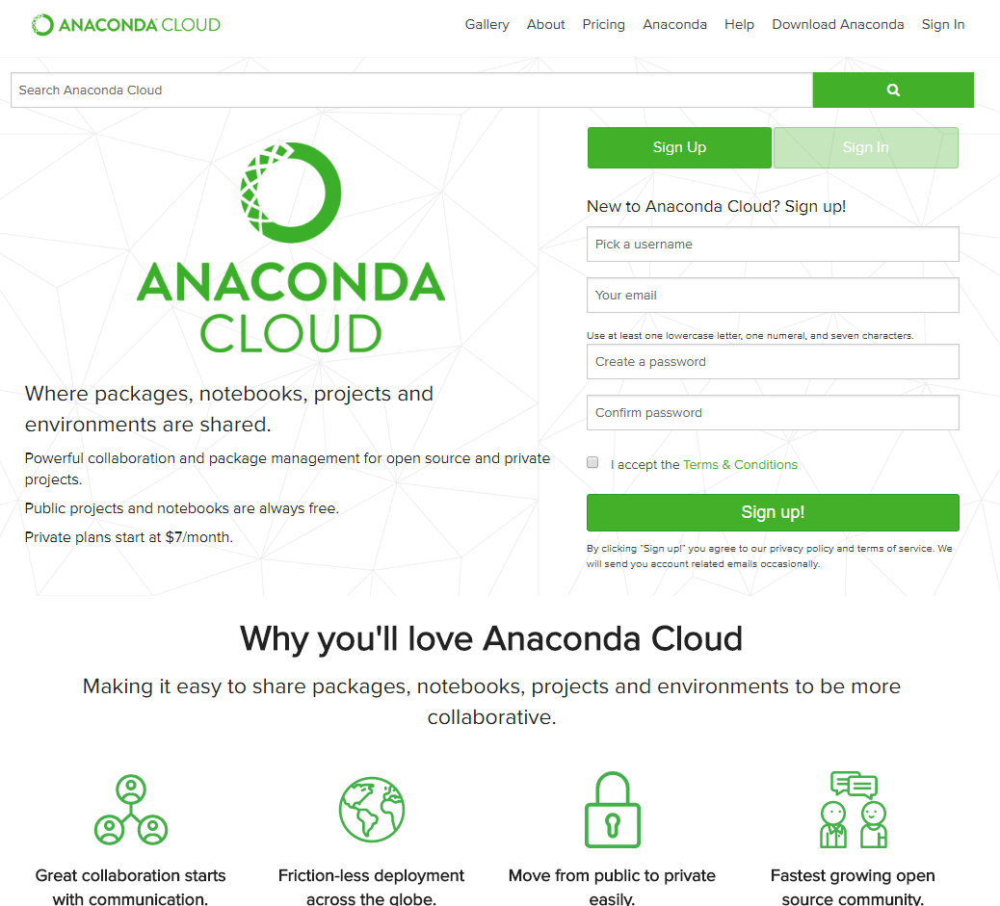 ANACONDA CLOUD
Gallery About Pricing Anaconda Help Download Anaconda Sign In
Search Anaconda Cloud
Sign Up Sign In
ANACONDA
CLOUD
Where packages, notebooks, projects and
environments are shared.
Powerful collaboration and package management for open source and private
projects.
Public projects and notebooks are always free.
Private plans start at $7/month.
New to Anaconda Cloud? Sign up!
Pick a username
Your email
Use at least one lowercase letter, one numeral, and seven characters.
Create a password
Confirm password
I accept the Terms & Conditions
Sign up!
By clicking "Sign up!" you agree to our privacy policy and terms of service. We
will send you account related emails occasionally.
Why you'll love Anaconda Cloud
Making it easy to share packages, notebooks, projects and environments to be more
collaborative.
Great collaboration starts
with communication.
Friction-less deployment
across the globe.
Move from public to private
easily.
Fastest growing open
source community.